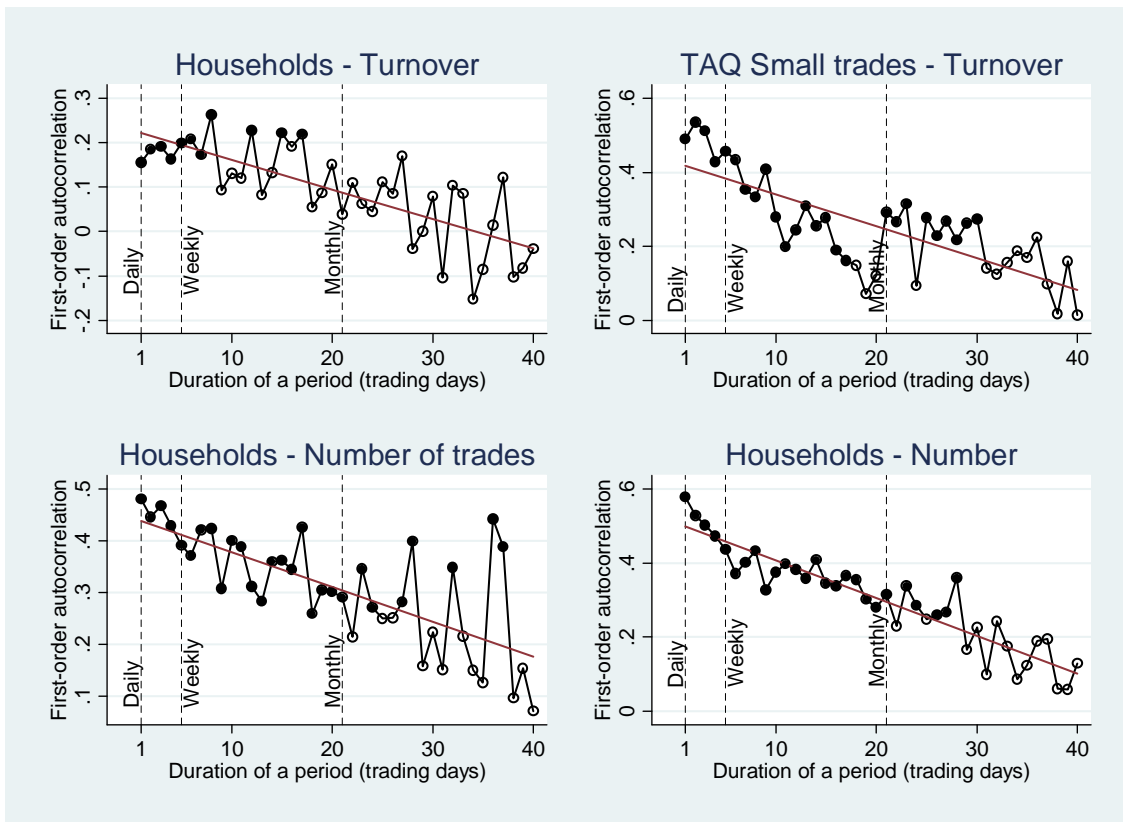 Households - Turnover
First-order autocorrelation
.3
.2
.1
0
-.1
-.2
Daily
Weekly
Monthly
1 10 20 30 40
Duration of a period (trading days)
TAQ Small trades - Turnover
First-order autocorrelation
.6
.4
.2
0
Daily
Weekly
Monthly
1 10 20 30 40
Duration of a period (trading days)
Households - Number of trades
First-order autocorrelation
.5
.4
.3
.2
.1
Daily
Weekly
Monthly
1 10 20 30 40
Duration of a period (trading days)
Households - Number
First-order autocorrelation
.6
.4
.2
0
Daily
Weekly
Monthly
1 10 20 30 40
Duration of a period (trading days)